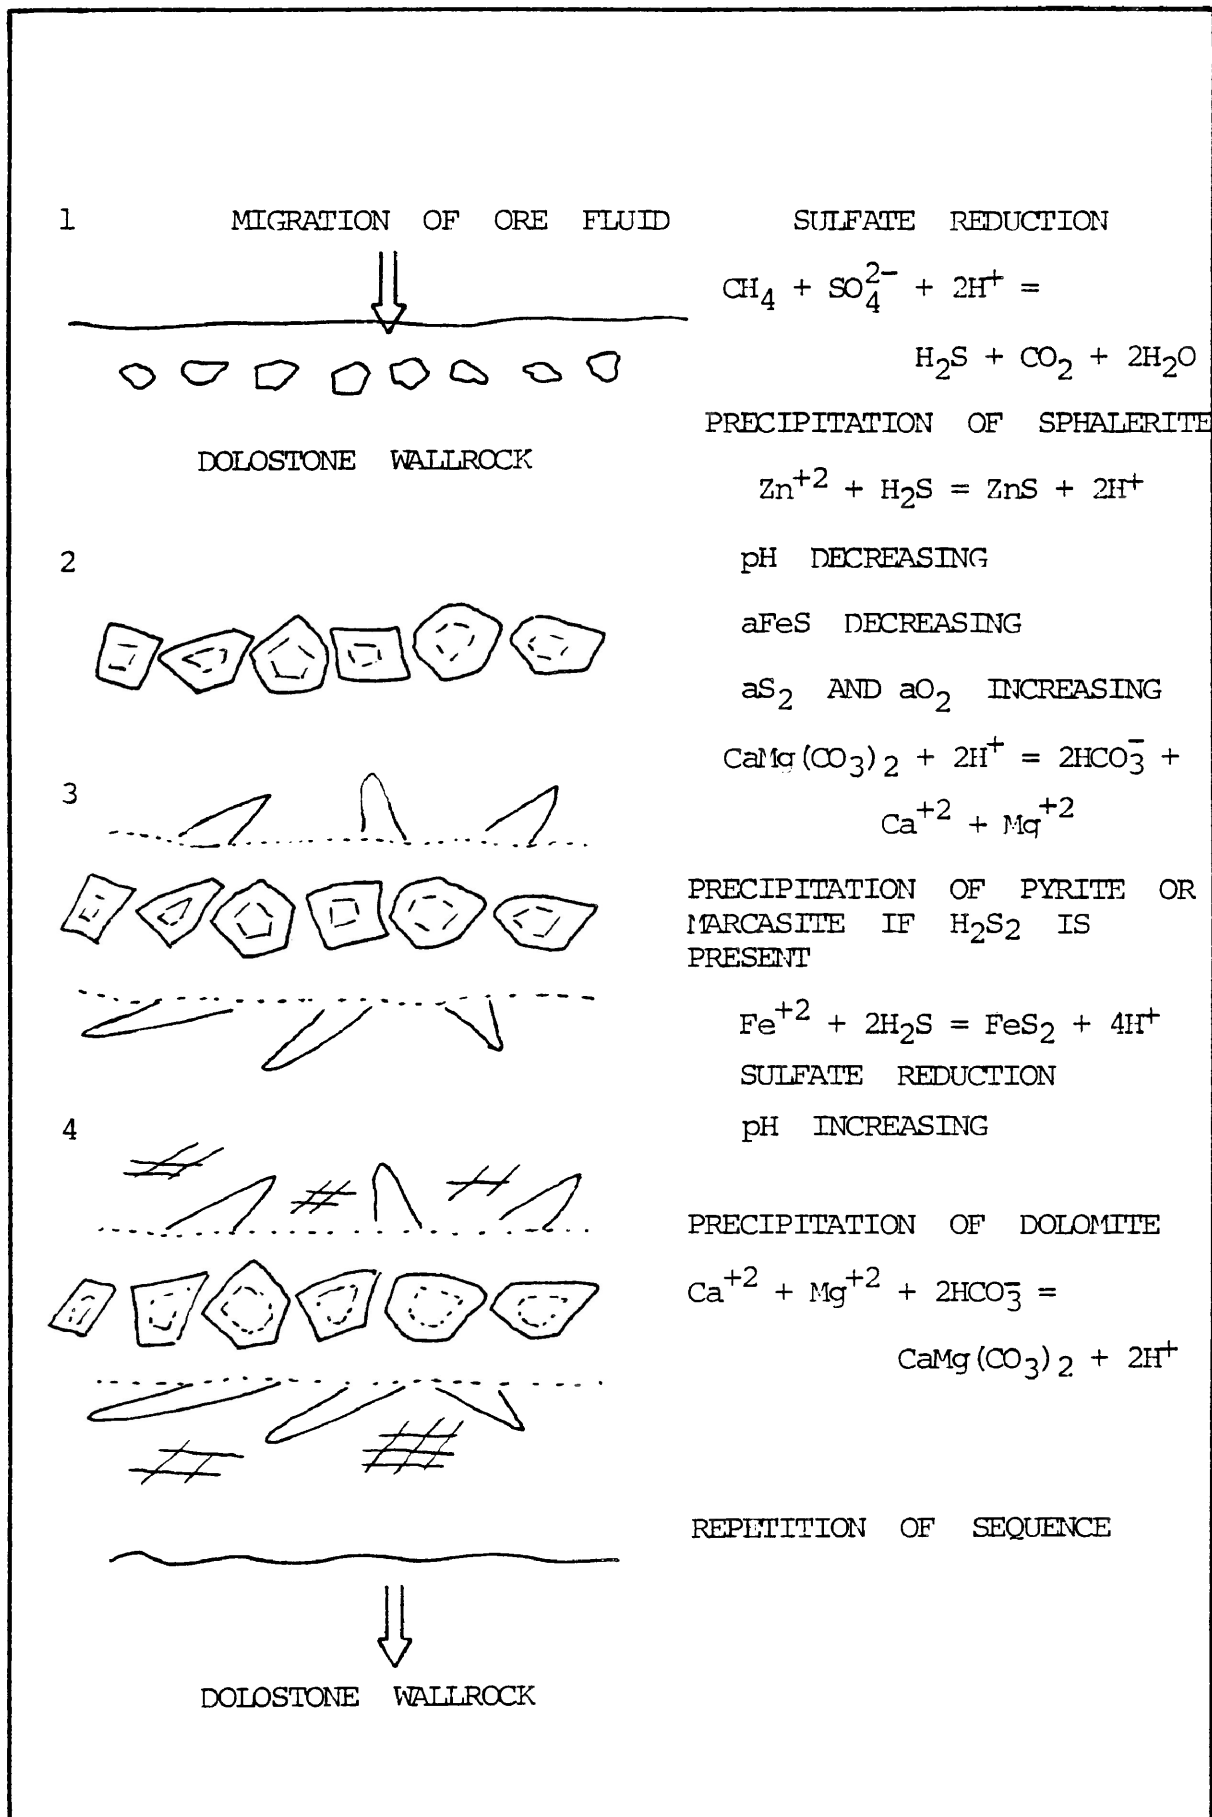 1 MIGRATION OF ORE FLUID SULFATE REDUCTION
CH₄ + SO₄²⁻ + 2H⁺ =
H₂S + CO₂ + 2H₂O
PRECIPITATION OF SPHALERITE
DOLOSTONE WALLROCK
Zn⁺² + H₂S = ZnS + 2H⁺
2 pH DECREASING
aFeS DECREASING
aS₂ AND aO₂ INCREASING
CaMg(CO₃)₂ + 2H⁺ = 2HCO₃⁻ +
3
Ca⁺² + Mg⁺²
PRECIPITATION OF PYRITE OR
MARCASITE IF H₂S₂ IS
PRESENT
Fe⁺² + 2H₂S = FeS₂ + 4H⁺
SULFATE REDUCTION
4 pH INCREASING
PRECIPITATION OF DOLOMITE
Ca⁺² + Mg⁺² + 2HCO₃⁻ =
CaMg(CO₃)₂ + 2H⁺
REPETITION OF SEQUENCE
DOLOSTONE WALLROCK